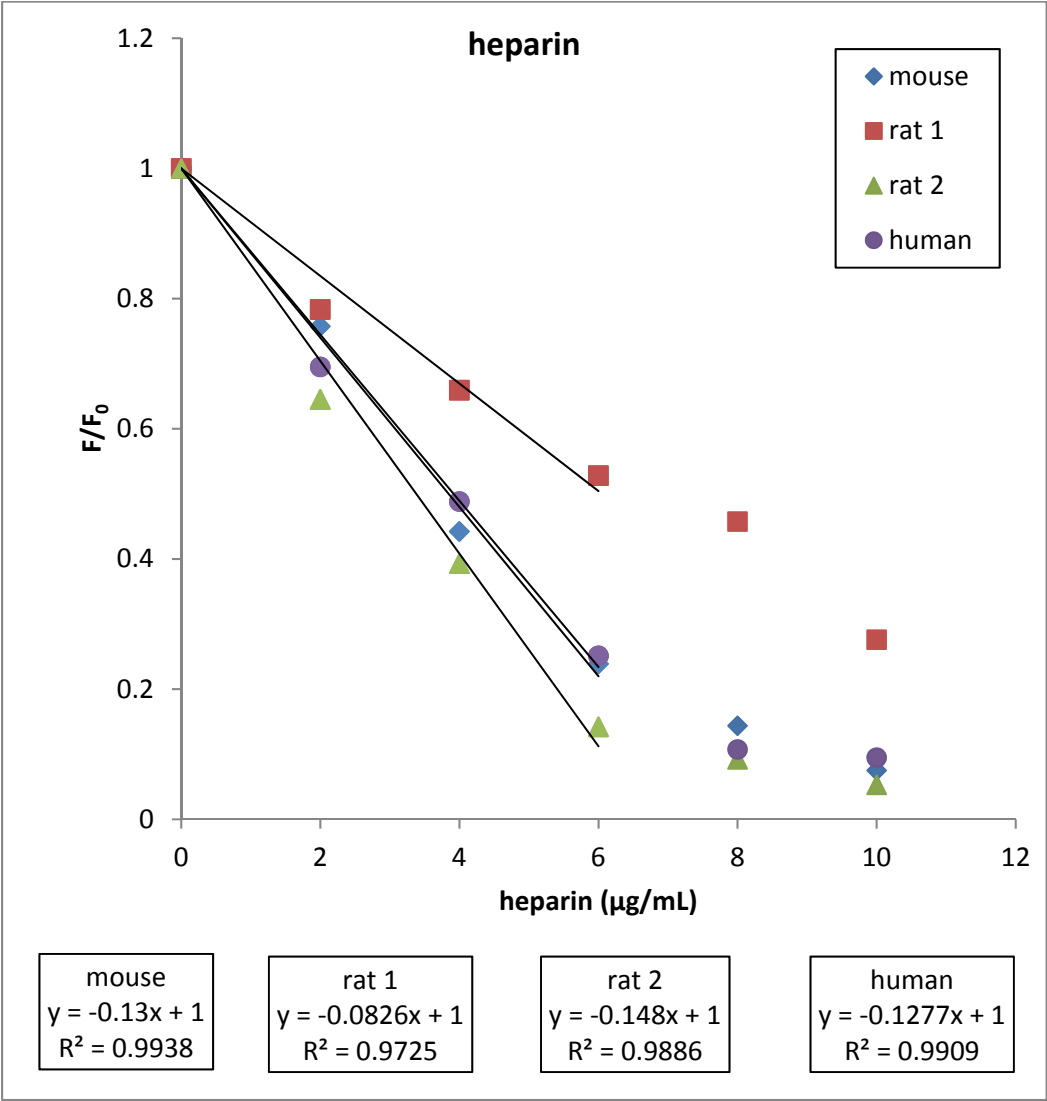 heparin
mouse
rat 1
rat 2
human
1.2
1
0.8
0.6
0.4
0.2
0
F/F₀
0 2 4 6 8 10 12
heparin (µg/mL)
mouse
y = -0.13x + 1
R² = 0.9938
rat 1
y = -0.0826x + 1
R² = 0.9725
rat 2
y = -0.148x + 1
R² = 0.9886
human
y = -0.1277x + 1
R² = 0.9909